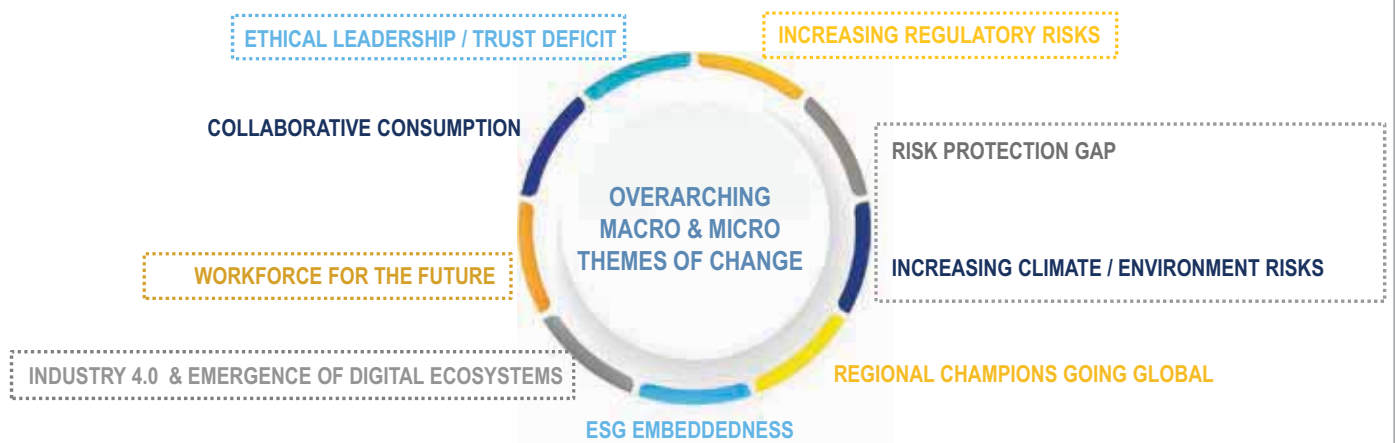 ETHICAL LEADERSHIP / TRUST DEFICIT
INCREASING REGULATORY RISKS
COLLABORATIVE CONSUMPTION
RISK PROTECTION GAP
OVERARCHING
MACRO & MICRO
THEMES OF CHANGE
WORKFORCE FOR THE FUTURE
INCREASING CLIMATE / ENVIRONMENT RISKS
INDUSTRY 4.0 & EMERGENCE OF DIGITAL ECOSYSTEMS
REGIONAL CHAMPIONS GOING GLOBAL
ESG EMBEDDEDNESS